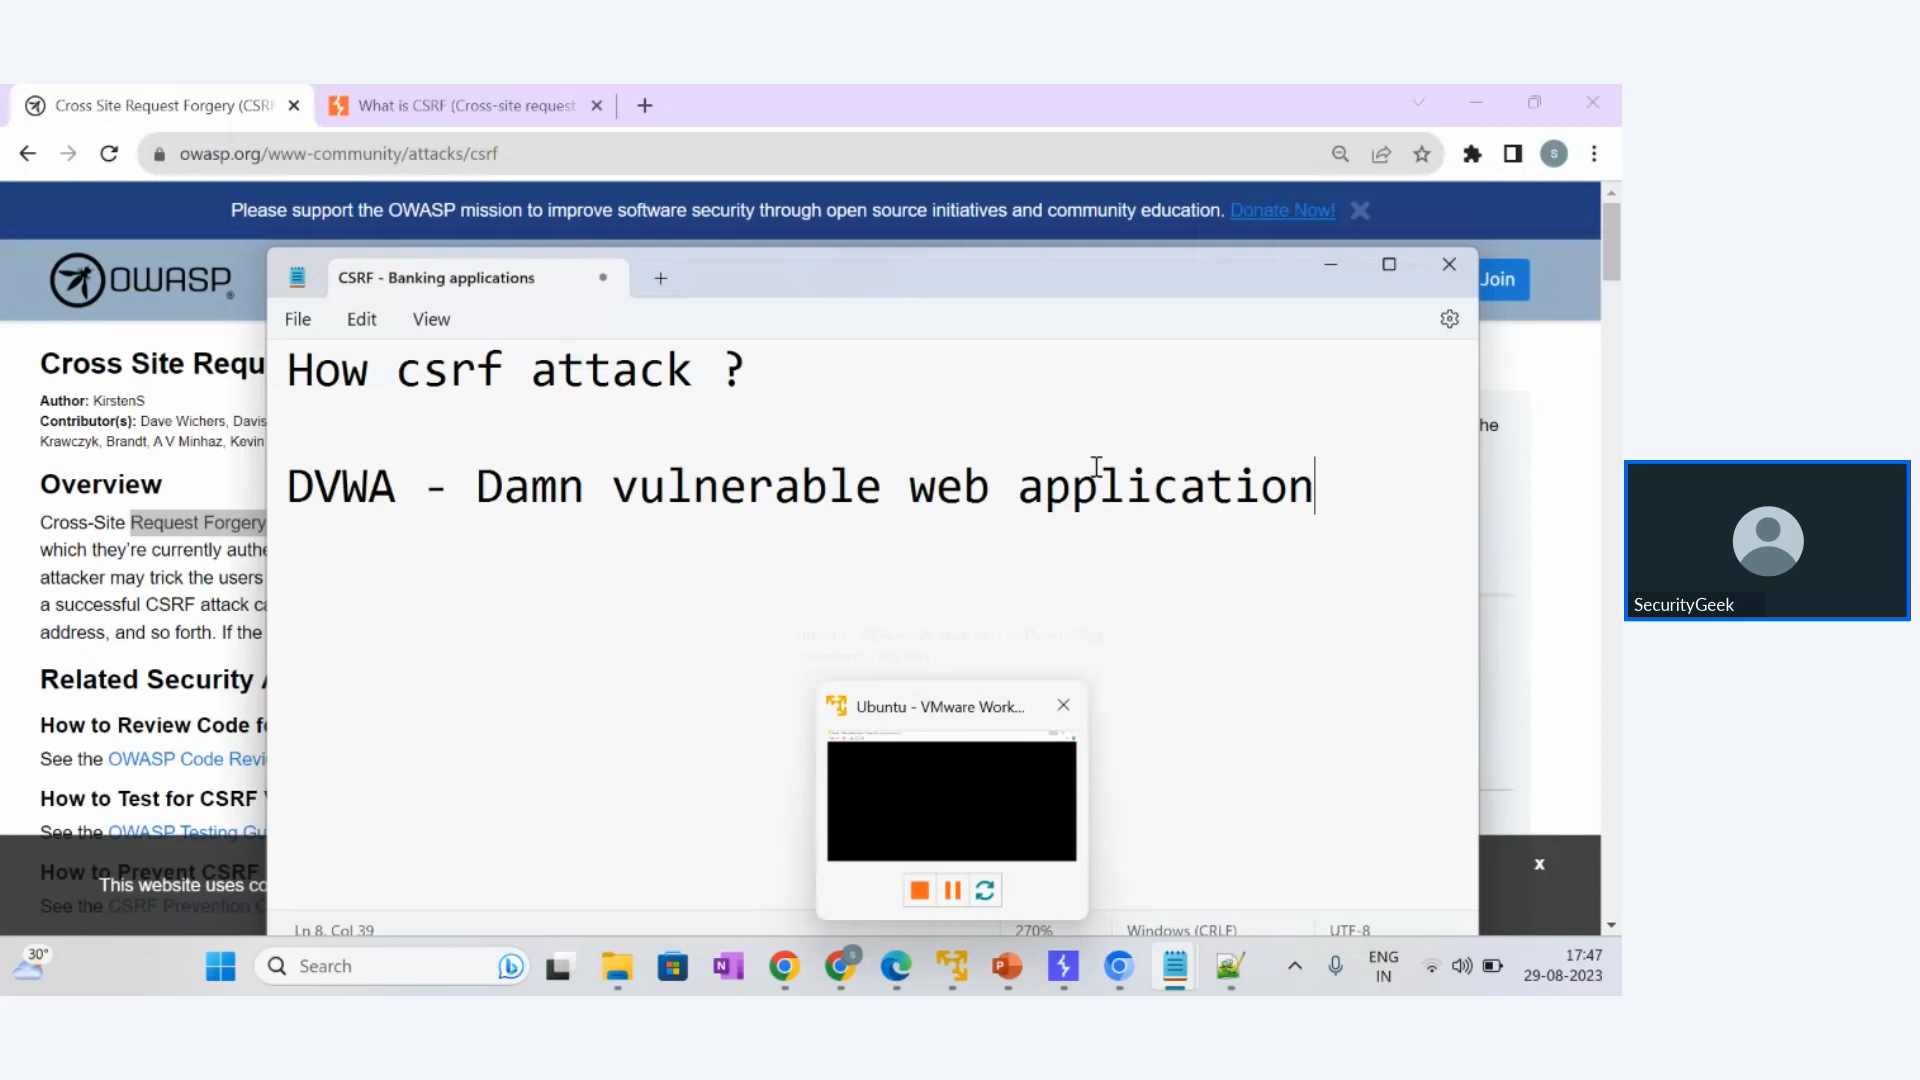 Cross Site Request Forgery (CSRF
What is CSRF (Cross-site request
owasp.org/www-community/attacks/csrf
S
Please support the OWASP mission to improve software security through open source initiatives and community education. Donate Now!
OWASP
Join
CSRF - Banking applications
File Edit View
How csrf attack ?
DVWA - Damn vulnerable web application
Cross Site Requ
Author: KirstenS
Contributor(s): Dave Wichers, Davis
Krawczyk, Brandt, A V Minhaz, Kevin
he
Overview
Cross-Site Request Forgery
which they're currently authe
attacker may trick the users
a successful CSRF attack ca
address, and so forth. If the
Related Security
How to Review Code fo
See the OWASP Code Revi
How to Test for CSRF
See the OWASP Testing Gu
How to Prevent CSRF
This website uses co
See the CSRF Prevention
x
Ubuntu - VMware Work...
Ln 8, Col 39 270% Windows (CRLF) UTF-8
30°
Search
ENG
IN
17:47
29-08-2023
SecurityGeek